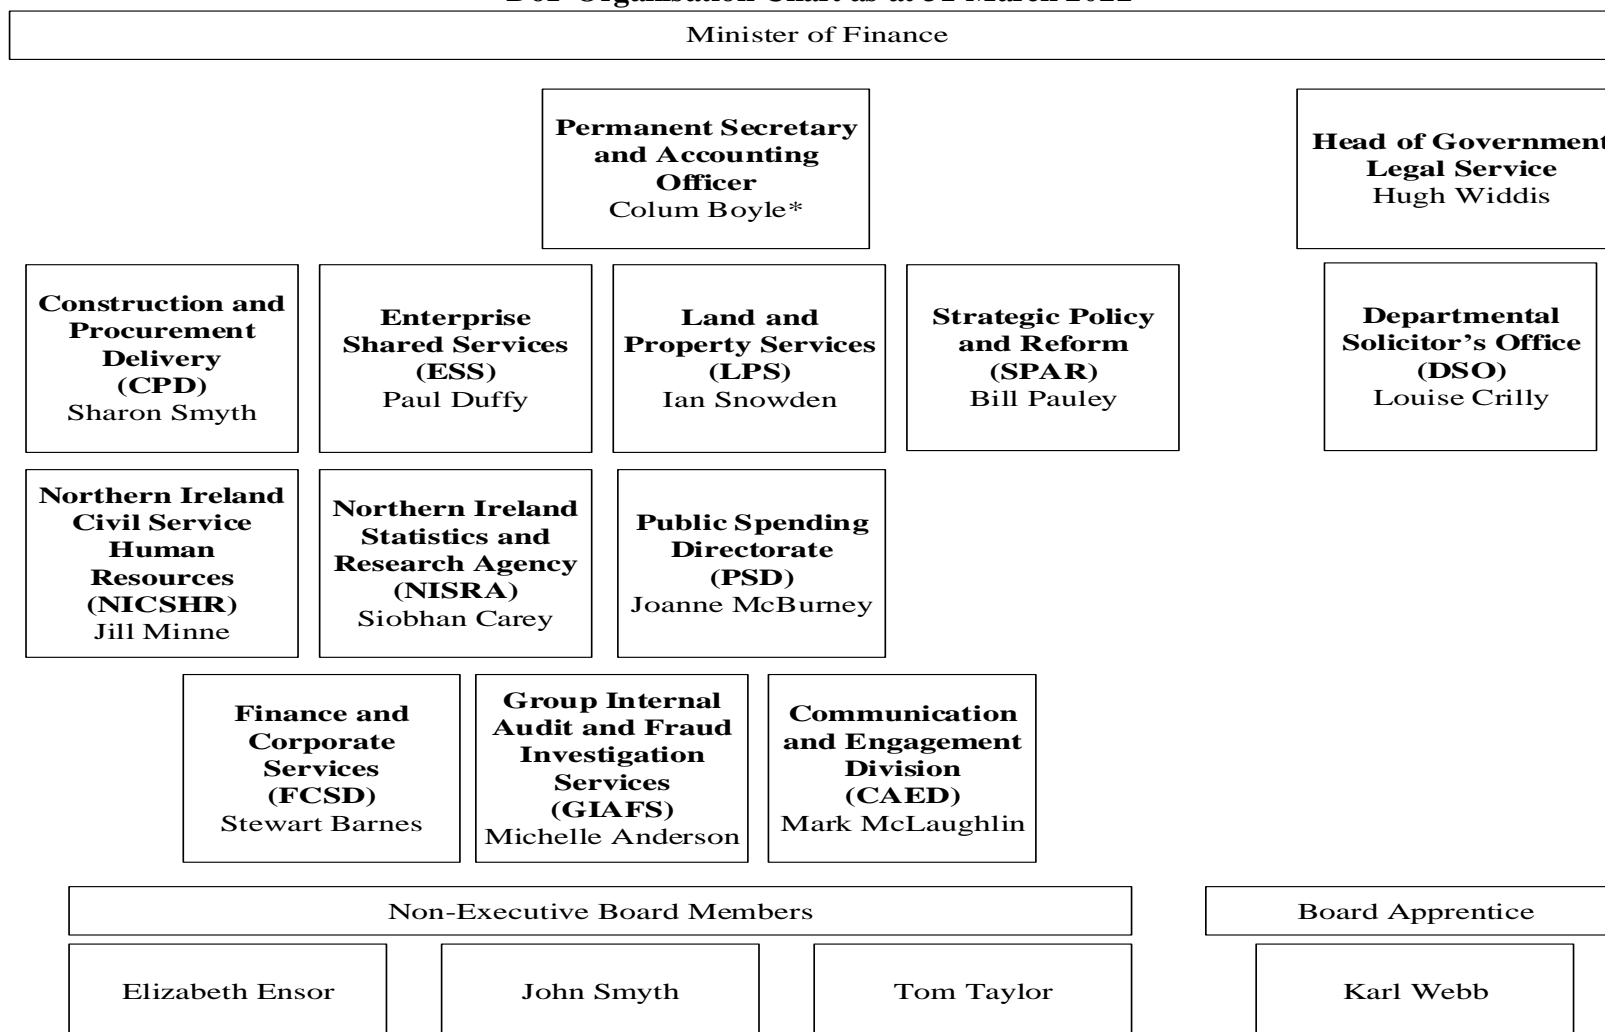 Minister of Finance
Permanent Secretary
and Accounting
Officer
Colum Boyle*
Head of Government
Legal Service
Hugh Widdis
Construction and
Procurement
Delivery
(CPD)
Sharon Smyth
Enterprise
Shared Services
(ESS)
Paul Duffy
Land and
Property Services
(LPS)
Ian Snowden
Strategic Policy
and Reform
(SPAR)
Bill Pauley
Departmental
Solicitor’s Office
(DSO)
Louise Crilly
Northern Ireland
Civil Service
Human
Resources
(NICSHR)
Jill Minne
Northern Ireland
Statistics and
Research Agency
(NISRA)
Siobhan Carey
Public Spending
Directorate
(PSD)
Joanne McBurney
Finance and
Corporate
Services
(FCSD)
Stewart Barnes
Group Internal
Audit and Fraud
Investigation
Services
(GIAFS)
Michelle Anderson
Communication
and Engagement
Division
(CAED)
Mark McLaughlin
Non-Executive Board Members
Board Apprentice
Elizabeth Ensor
John Smyth
Tom Taylor
Karl Webb